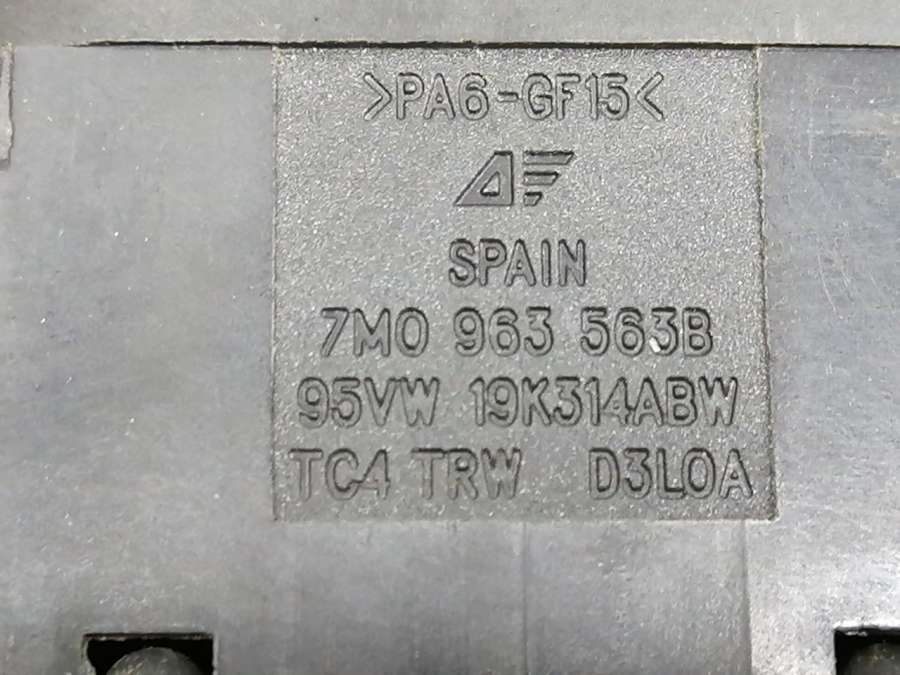 >PA6-GF15<
SPAIN
7M0 963 563B
95VW 19K314ABW
TC4 TRW D3L0A